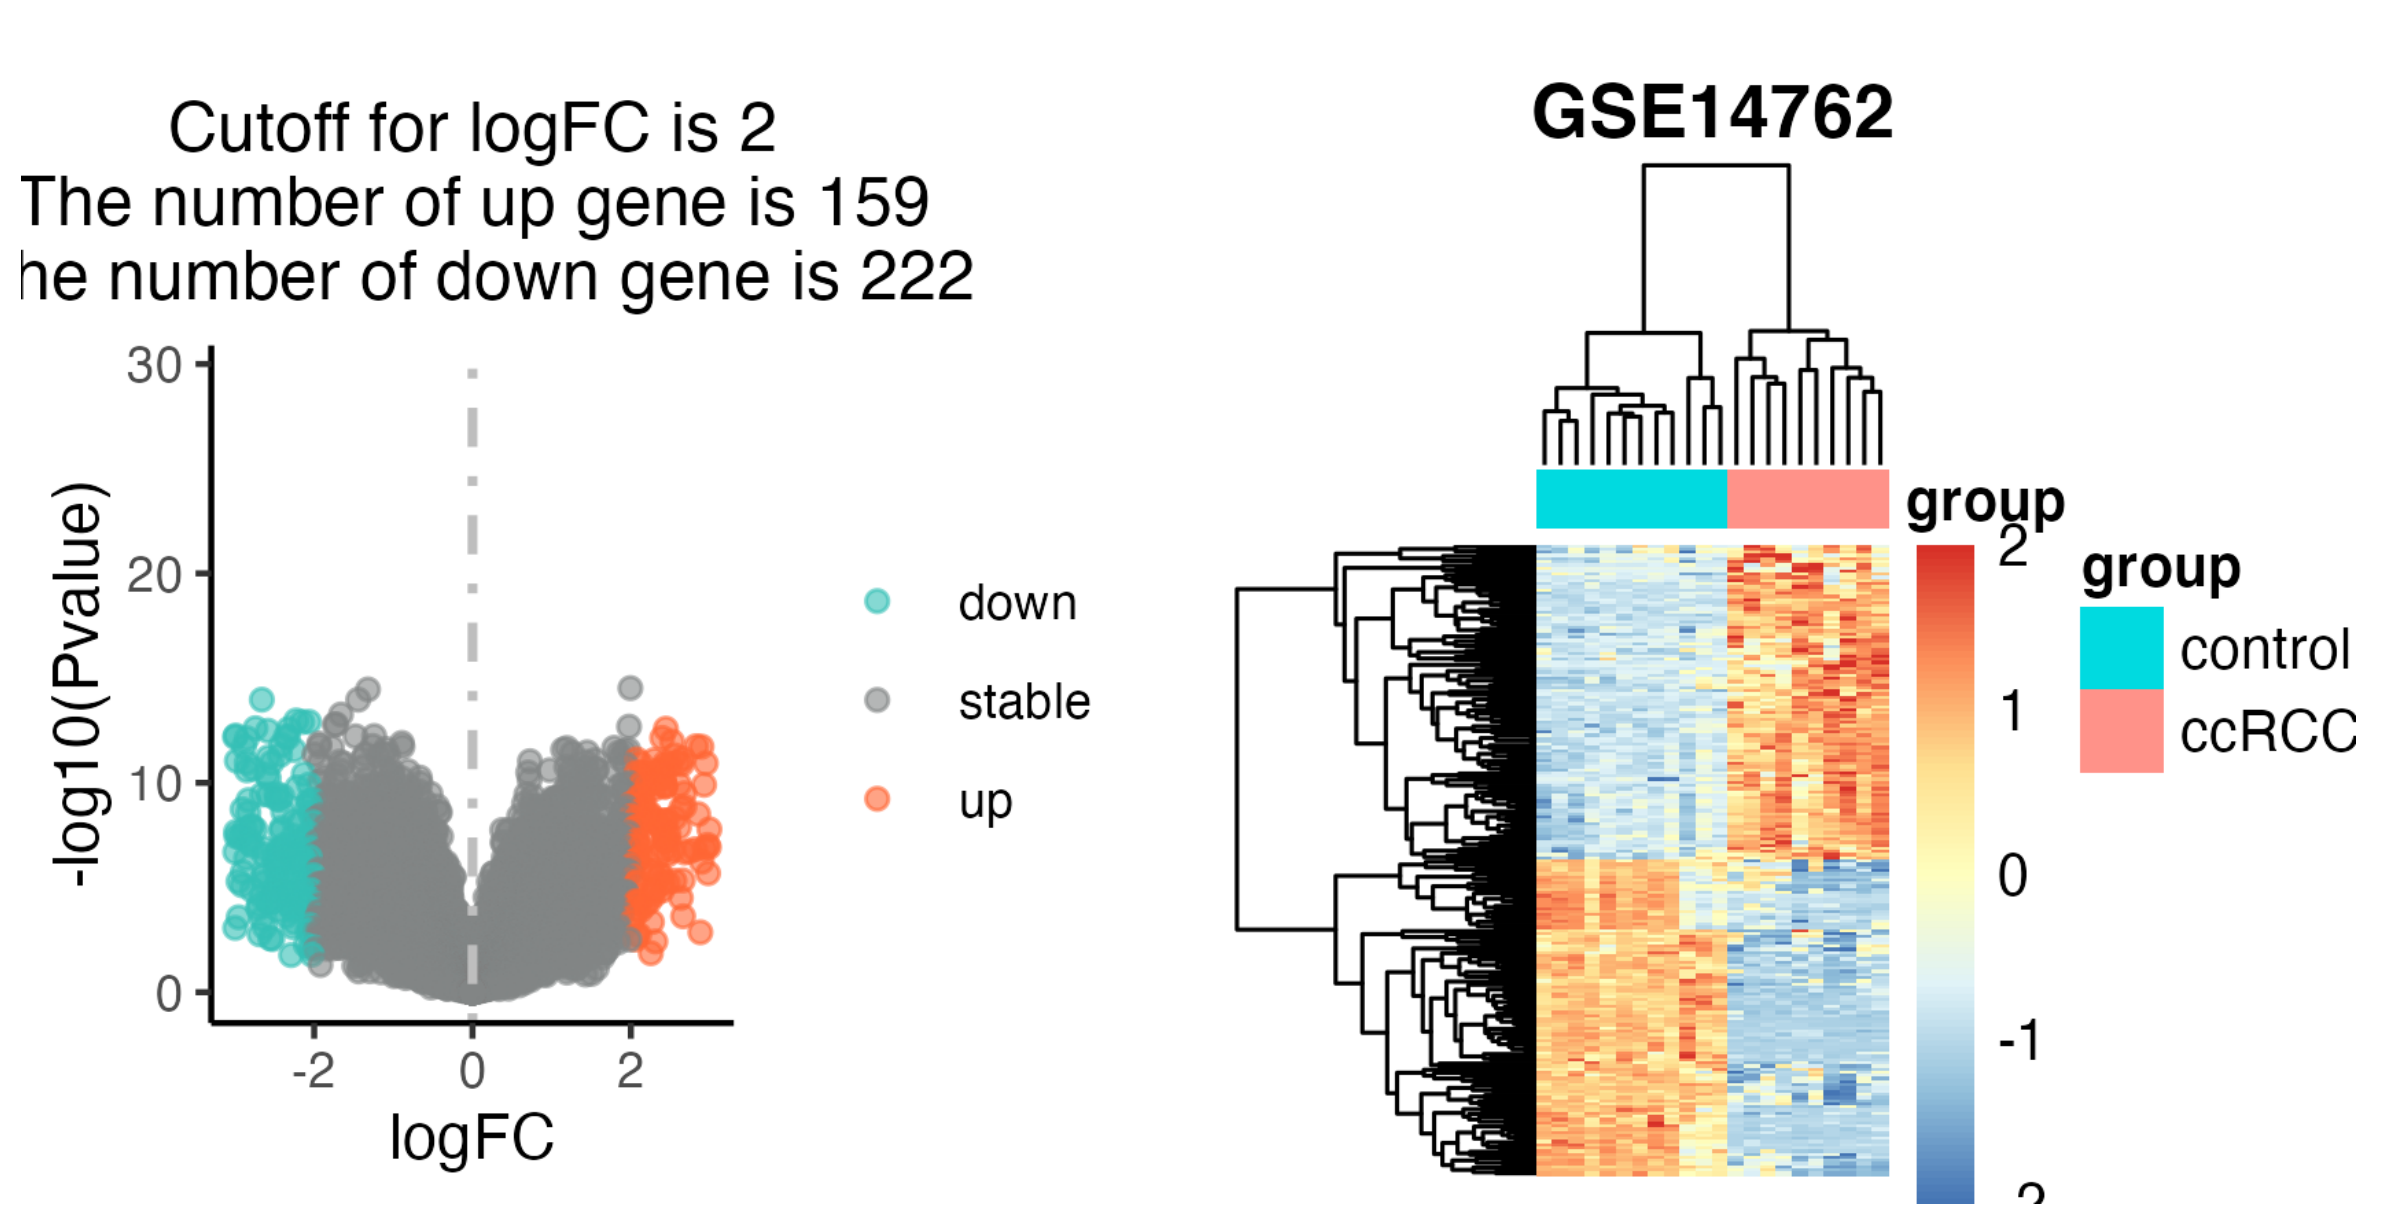 Cutoff for logFC is 2
The number of up gene is 159
he number of down gene is 222
-log10(Pvalue)
30
20
10
0
-2
0
2
logFC
down
stable
up
GSE14762
group
2
1
0
-1
group
control
ccRCC